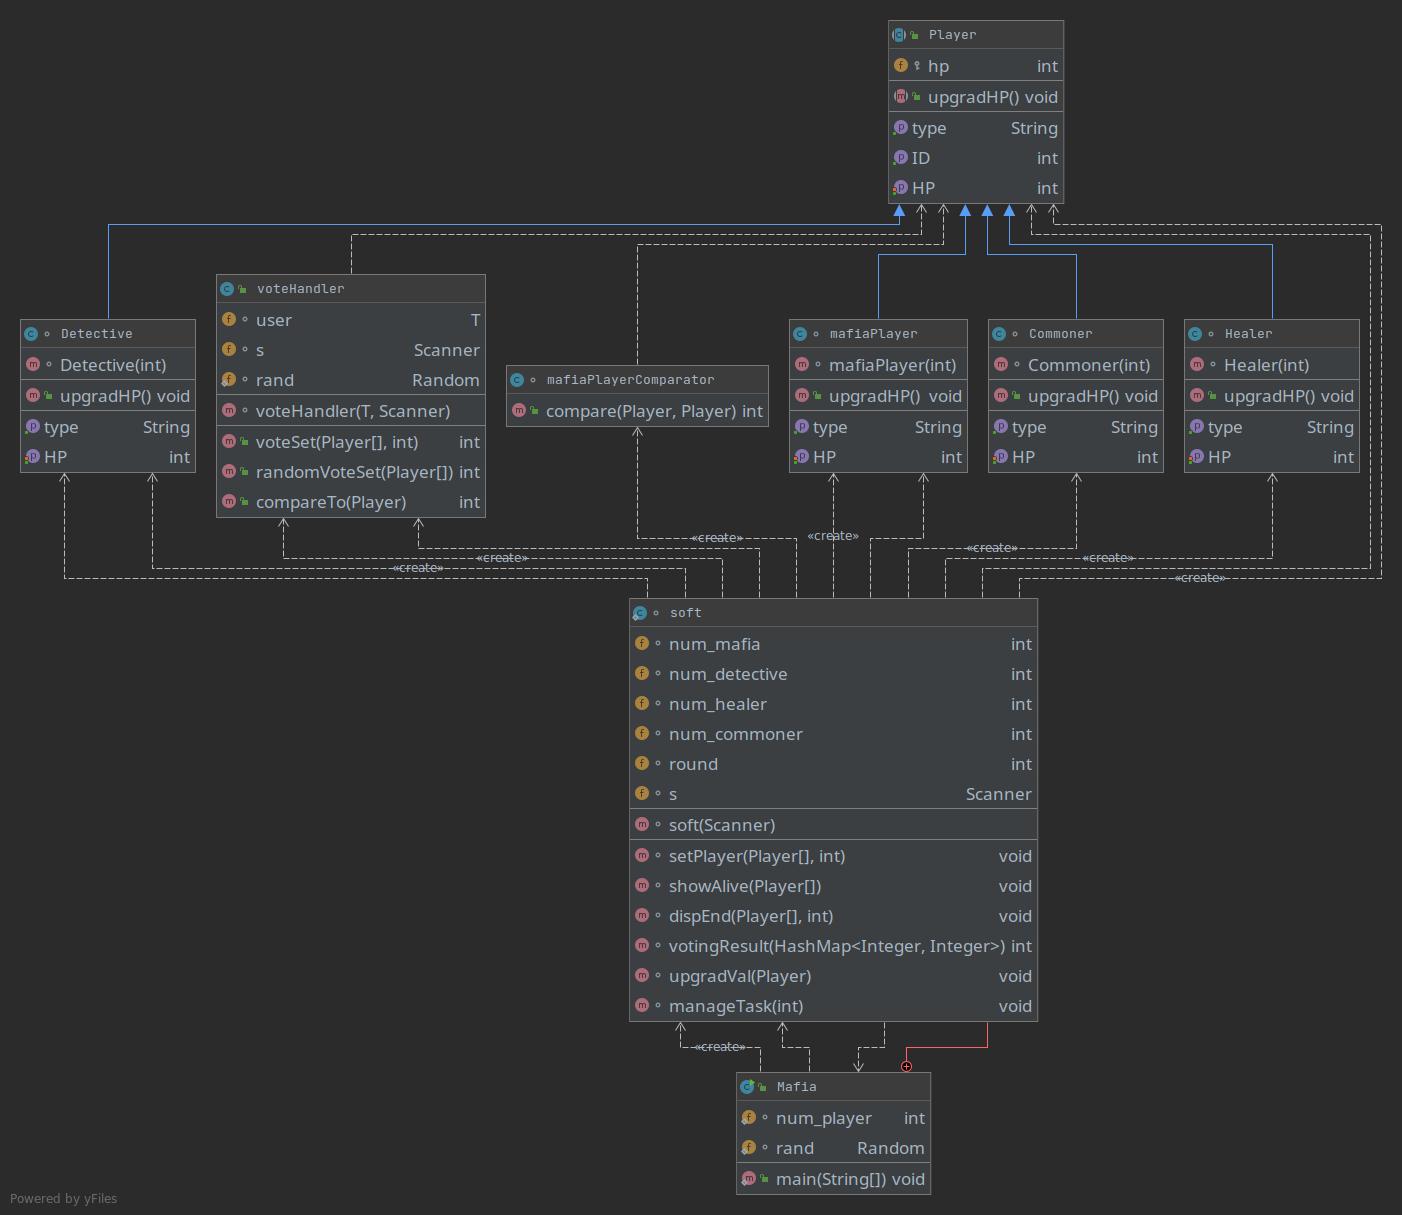 Player
hp int
upgradHP() void
type String
ID int
HP int
voteHandler
user T
s Scanner
rand Random
voteHandler(T, Scanner)
voteSet(Player[], int) int
randomVoteSet(Player[]) int
compareTo(Player) int
Detective
Detective(int)
upgradHP() void
type String
HP int
mafiaPlayerComparator
compare(Player, Player) int
mafiaPlayer
mafiaPlayer(int)
upgradHP() void
type String
HP int
Commoner
Commoner(int)
upgradHP() void
type String
HP int
Healer
Healer(int)
upgradHP() void
type String
HP int
«create»
«create»
«create»
«create»
«create»
«create»
«create»
soft
num_mafia int
num_detective int
num_healer int
num_commoner int
round int
s Scanner
soft(Scanner)
setPlayer(Player[], int) void
showAlive(Player[]) void
dispEnd(Player[], int) void
votingResult(HashMap<Integer, Integer>) int
upgradVal(Player) void
manageTask(int) void
«create»
Mafia
num_player int
rand Random
main(String[]) void
Powered by yFiles